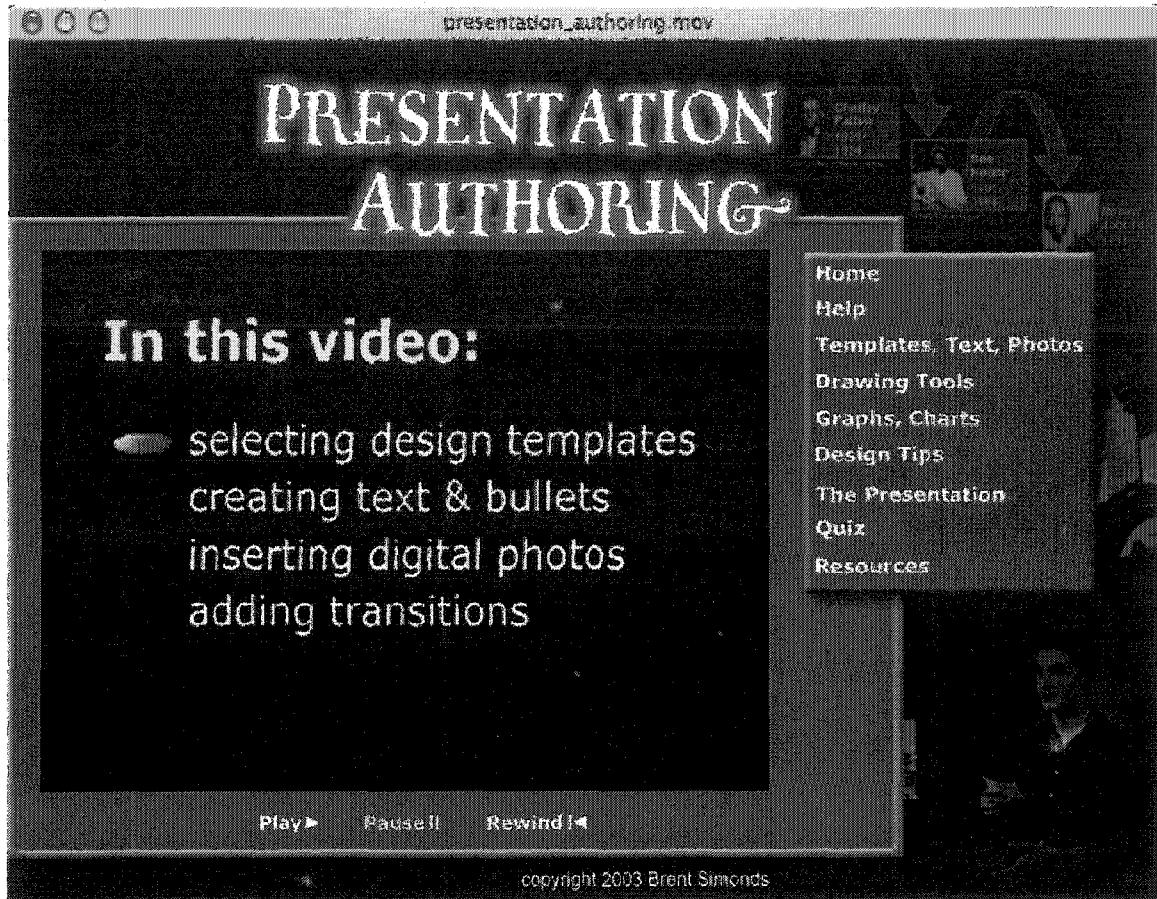 presentation_authoring.mov
PRESENTATION
AUTHORING
In this video:
selecting design templates
creating text & bullets
inserting digital photos
adding transitions
Home
Help
Templates, Text, Photos
Drawing Tools
Graphs, Charts
Design Tips
The Presentation
Quiz
Resources
Play
Pause
Rewind
copyright 2003 Brent Simonds